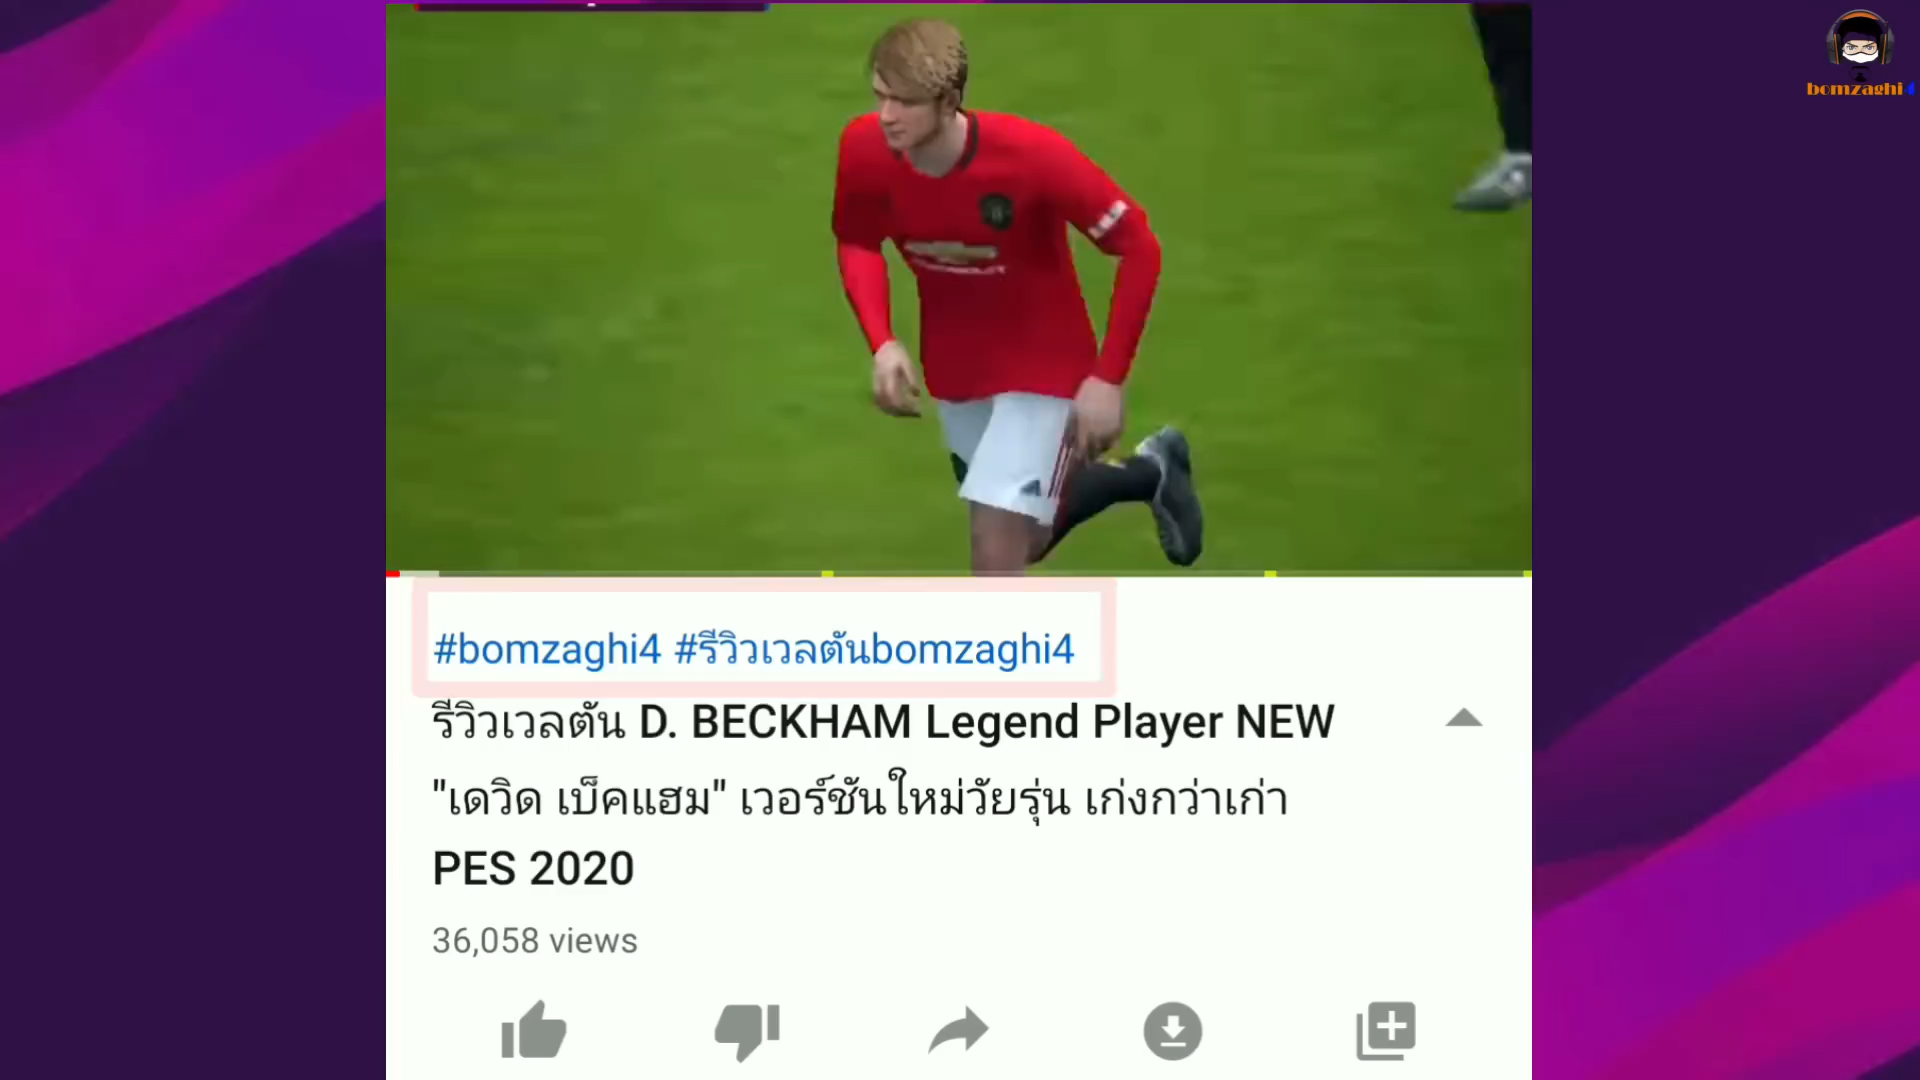 bomzaghi4
#bomzaghi4 #รีวิวเวลตันbomzaghi4
รีวิวเวลตัน D. BECKHAM Legend Player NEW
"เดวิด เบ็คแฮม" เวอร์ชันใหม่วัยรุ่น เก่งกว่าเก่า
PES 2020
36,058 views